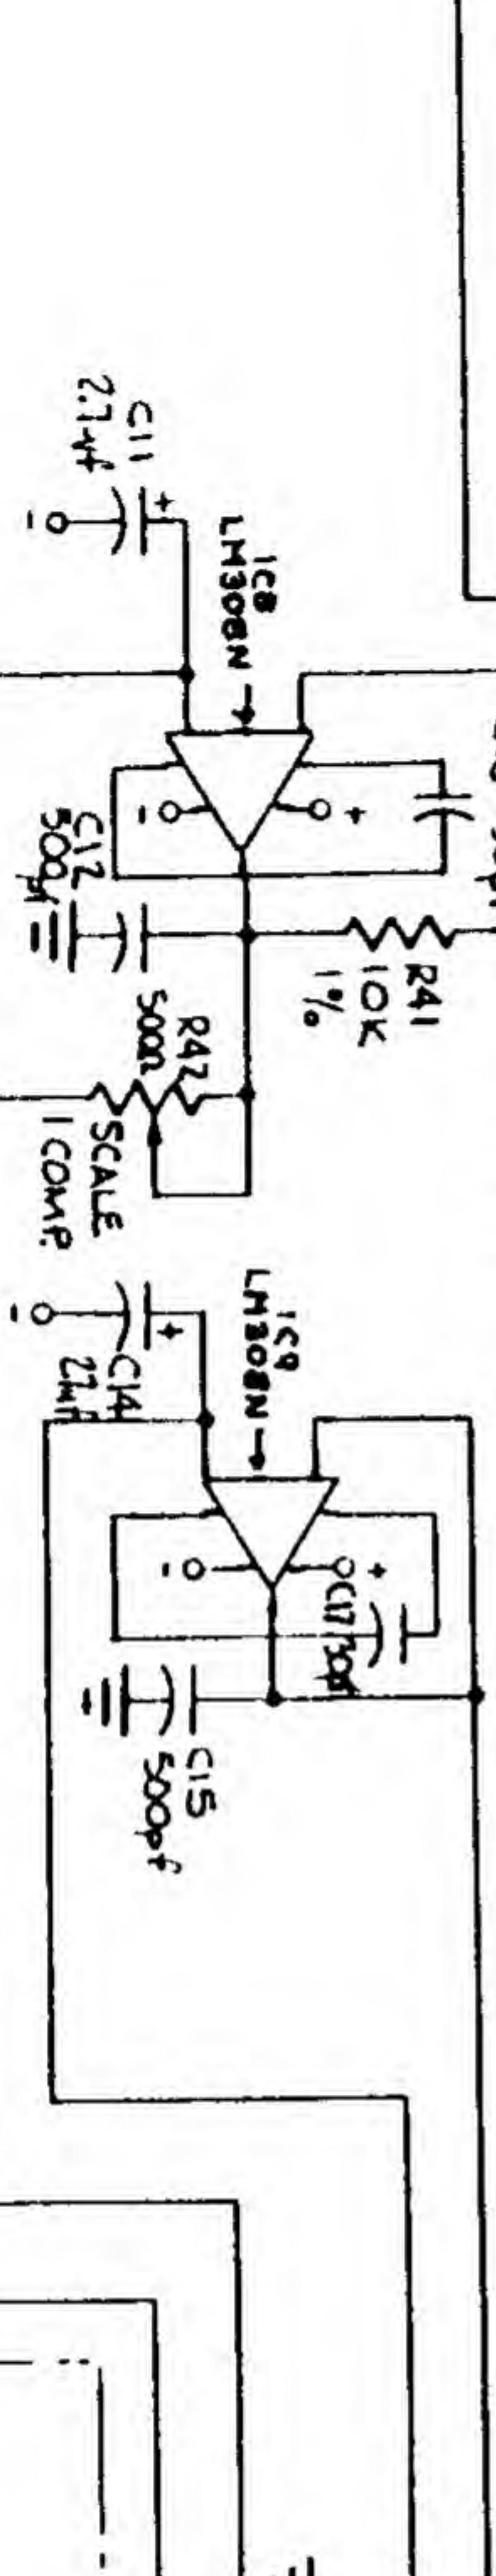 C11
2.7μf
+
-
IC8
LM308N
-
+
C12
500pf
R41
10K
1%
R42
500Ω
SCALE
1 COMP.
IC9
LM308N
+
-
C14
-
+
C17 30pf
C15
500pf